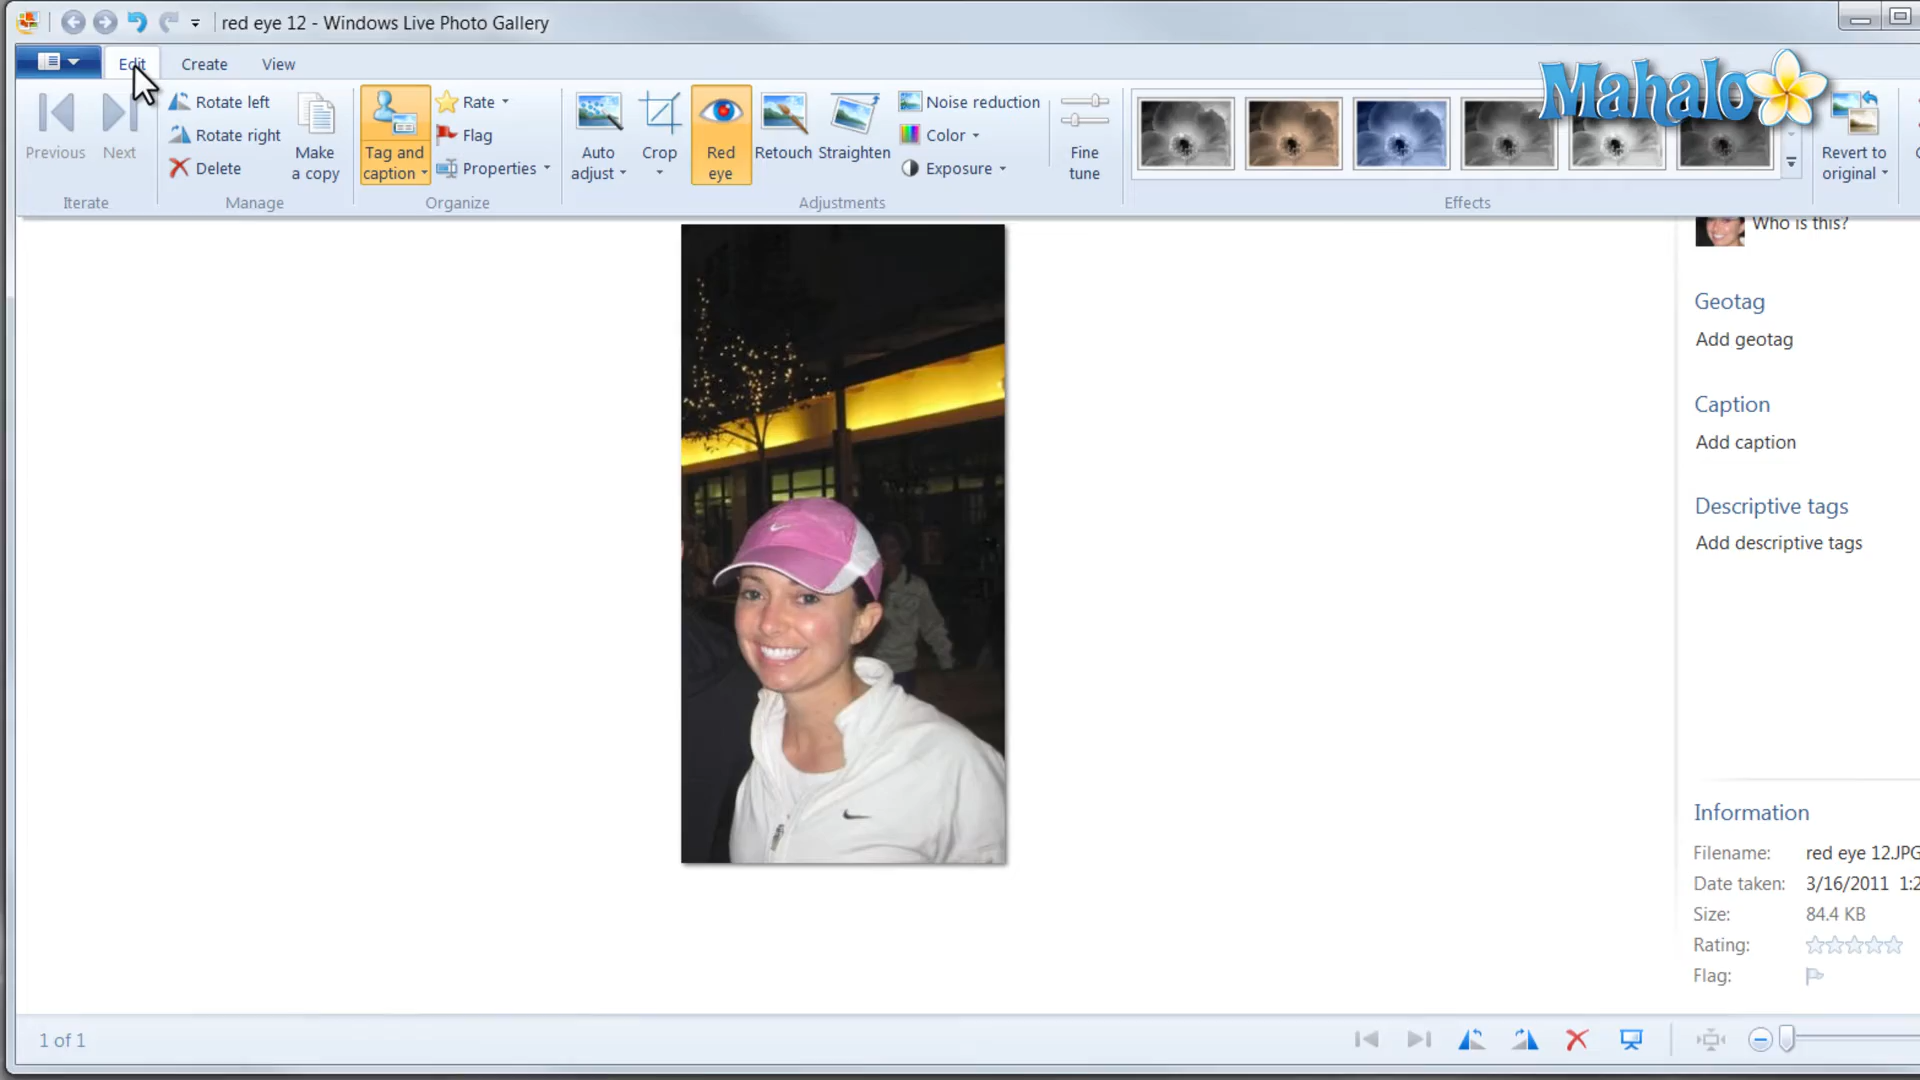 red eye 12 - Windows Live Photo Gallery
Edit Create View
Mahalo
Previous Next
Rotate left
Rotate right
Delete
Make a copy
Tag and caption
Rate
Flag
Properties
Auto adjust
Crop
Red eye
Retouch
Straighten
Noise reduction
Color
Exposure
Fine tune
Revert to original
Iterate Manage Organize Adjustments Effects
Who is this?
Geotag
Add geotag
Caption
Add caption
Descriptive tags
Add descriptive tags
Information
Filename: red eye 12.JPG
Date taken: 3/16/2011 1:2
Size: 84.4 KB
Rating:
Flag:
1 of 1